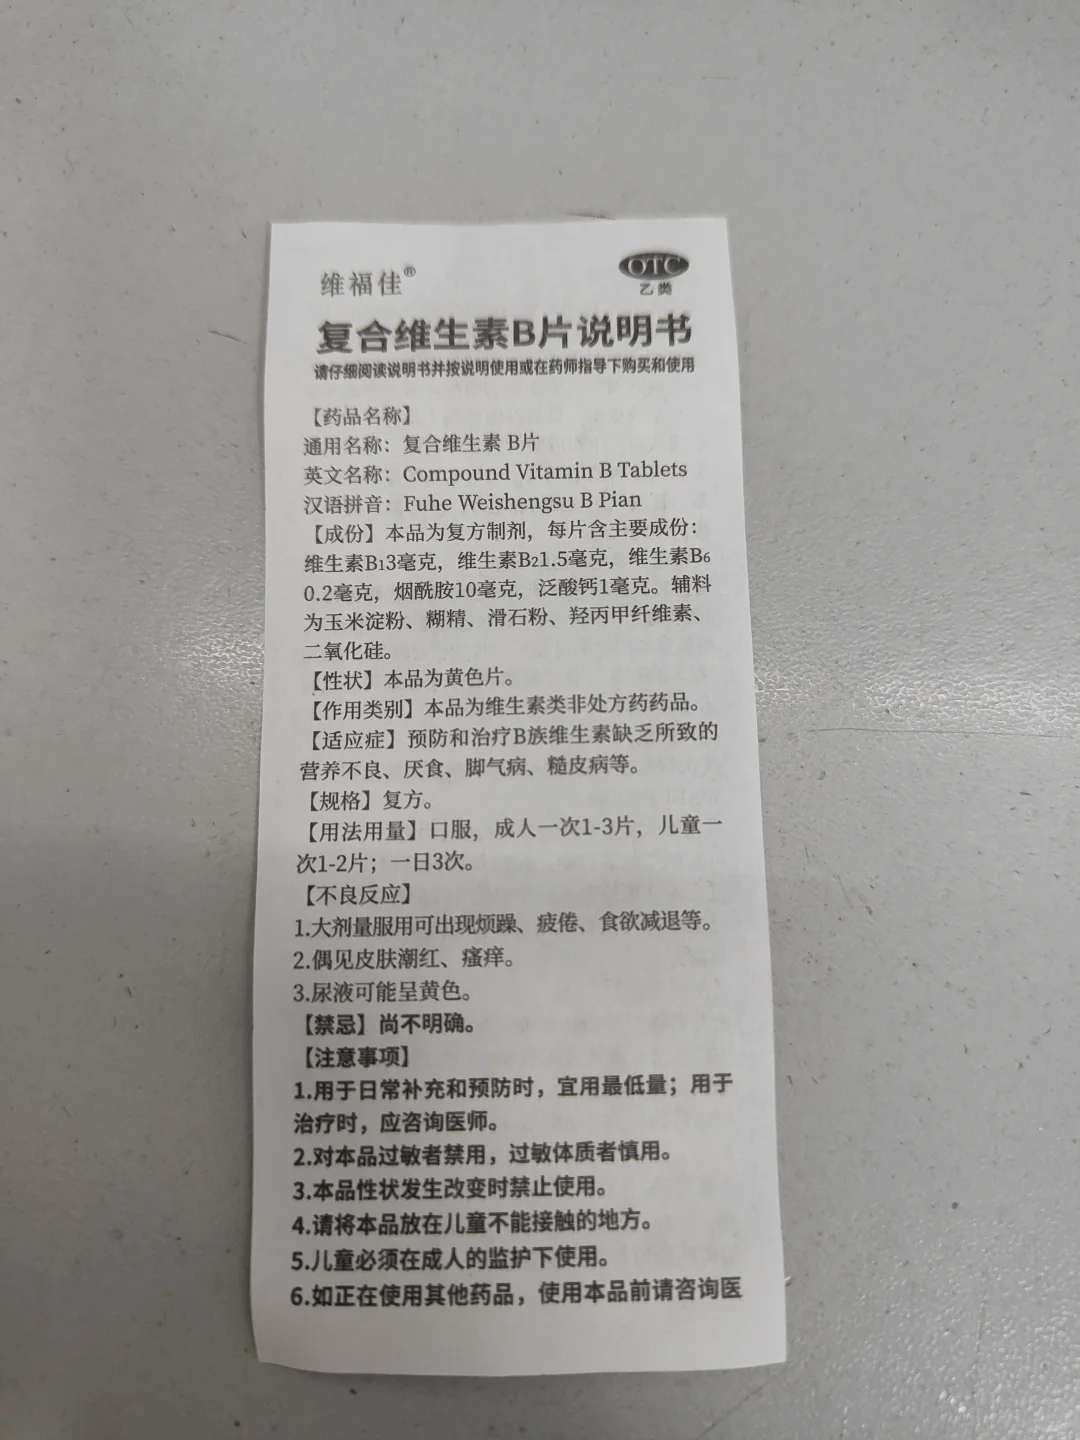 维福佳®
OTC
乙类
复合维生素B片说明书
请仔细阅读说明书并按说明使用或在药师指导下购买和使用
【药品名称】
通用名称：复合维生素 B片
英文名称：Compound Vitamin B Tablets
汉语拼音：Fuhe Weishengsu B Pian
【成份】本品为复方制剂，每片含主要成份：
维生素B₁3毫克，维生素B₂1.5毫克，维生素B₆
0.2毫克，烟酰胺10毫克，泛酸钙1毫克。辅料
为玉米淀粉、糊精、滑石粉、羟丙甲纤维素、
二氧化硅。
【性状】本品为黄色片。
【作用类别】本品为维生素类非处方药药品。
【适应症】预防和治疗B族维生素缺乏所致的
营养不良、厌食、脚气病、糙皮病等。
【规格】复方。
【用法用量】口服，成人一次1-3片，儿童一
次1-2片；一日3次。
【不良反应】
1.大剂量服用可出现烦躁、疲倦、食欲减退等。
2.偶见皮肤潮红、瘙痒。
3.尿液可能呈黄色。
【禁忌】尚不明确。
【注意事项】
1.用于日常补充和预防时，宜用最低量；用于
治疗时，应咨询医师。
2.对本品过敏者禁用，过敏体质者慎用。
3.本品性状发生改变时禁止使用。
4.请将本品放在儿童不能接触的地方。
5.儿童必须在成人的监护下使用。
6.如正在使用其他药品，使用本品前请咨询医